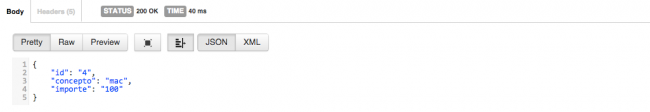 Body Headers (5) STATUS 200 OK TIME 40 ms
Pretty Raw Preview JSON XML
1 {
2 "id": "4",
3 "concepto": "mac",
4 "importe": "100"
5 }